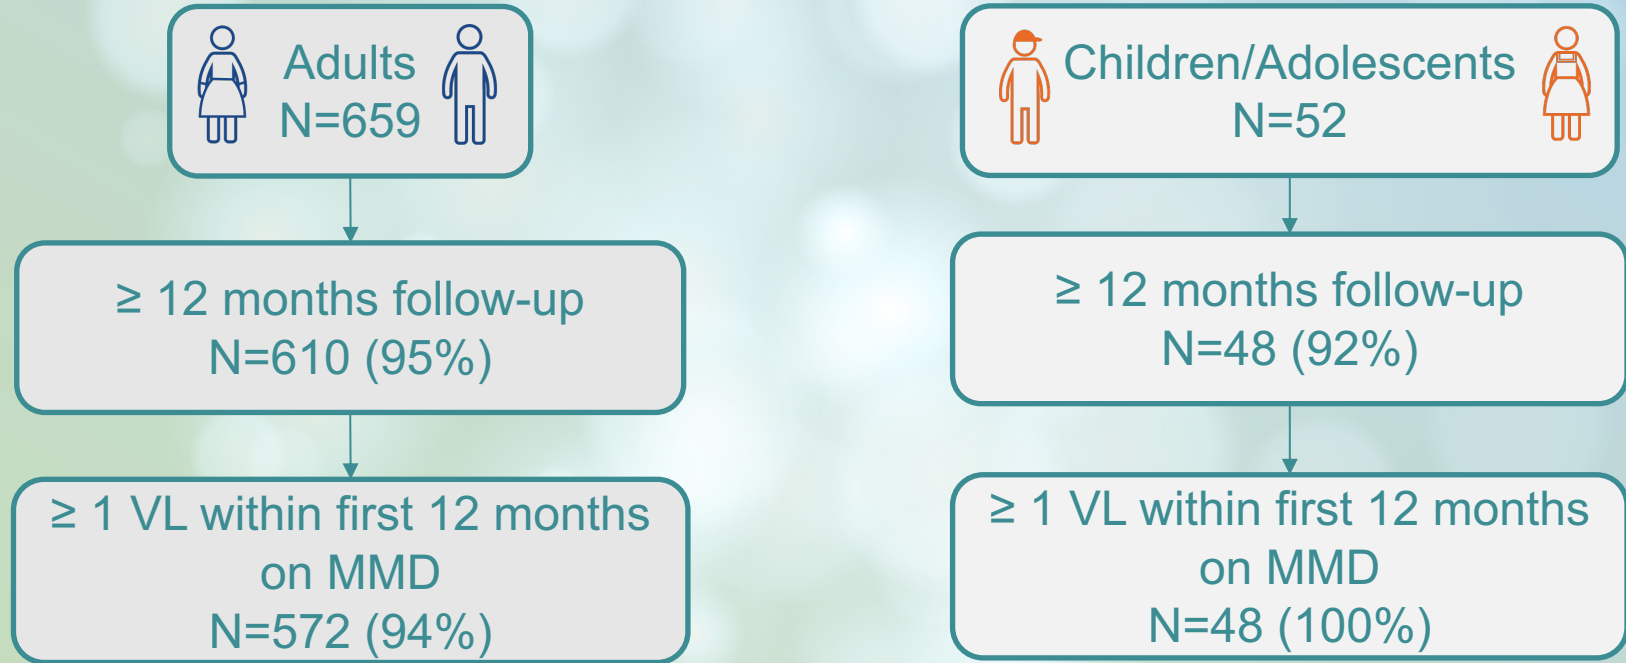 Adults
N=659
≥ 12 months follow-up
N=610 (95%)
≥ 1 VL within first 12 months
on MMD
N=572 (94%)
Children/Adolescents
N=52
≥ 12 months follow-up
N=48 (92%)
≥ 1 VL within first 12 months
on MMD
N=48 (100%)